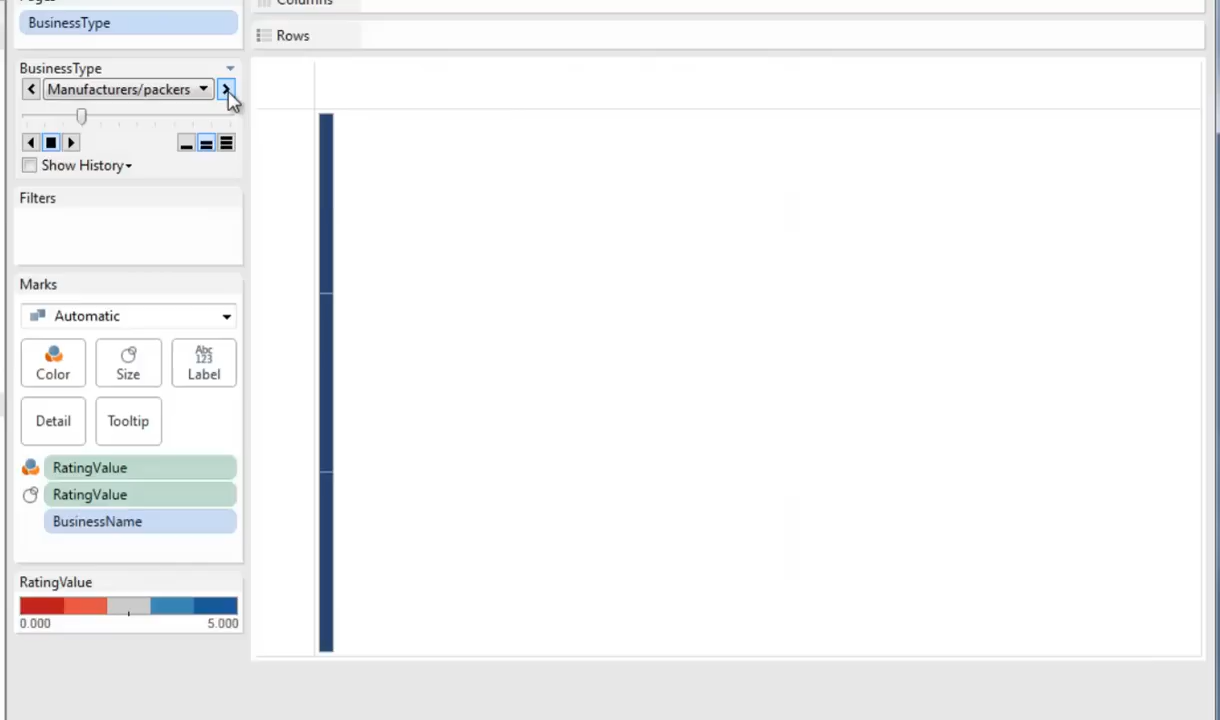 Columns
BusinessType
Rows
BusinessType
Manufacturers/packers
Show History
Filters
Marks
Automatic
Color
Size
Abc
123
Label
Detail
Tooltip
RatingValue
RatingValue
BusinessName
RatingValue
0.000
5.000